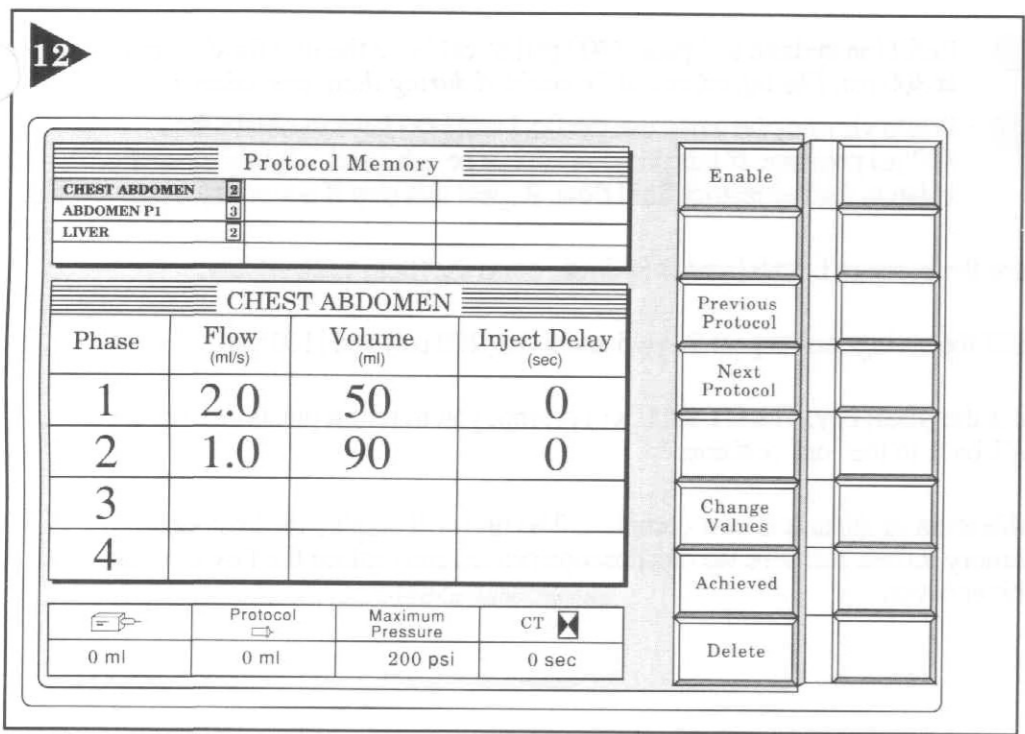 12
Protocol Memory
CHEST ABDOMEN 2
ABDOMEN P1 3
LIVER 2
CHEST ABDOMEN
Phase Flow (ml/s) Volume (ml) Inject Delay (sec)
1 2.0 50 0
2 1.0 90 0
3
4
Protocol Maximum Pressure CT
0 ml 0 ml 200 psi 0 sec
Enable
Previous
Protocol
Next
Protocol
Change
Values
Achieved
Delete